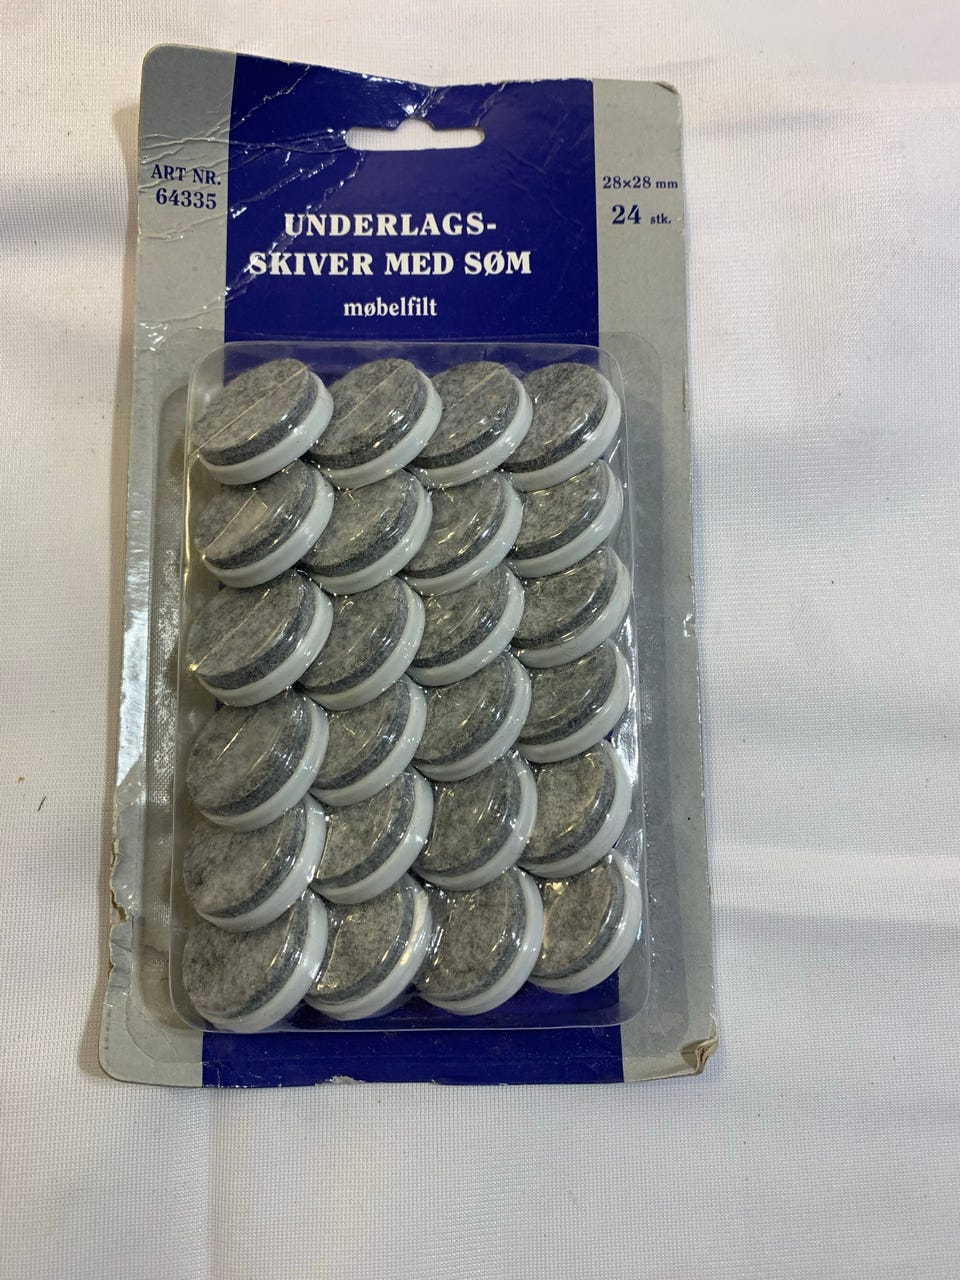 ART NR.
64335
UNDERLAGS-
SKIVER MED SØM
møbelfilt
28×28 mm
24 stk.